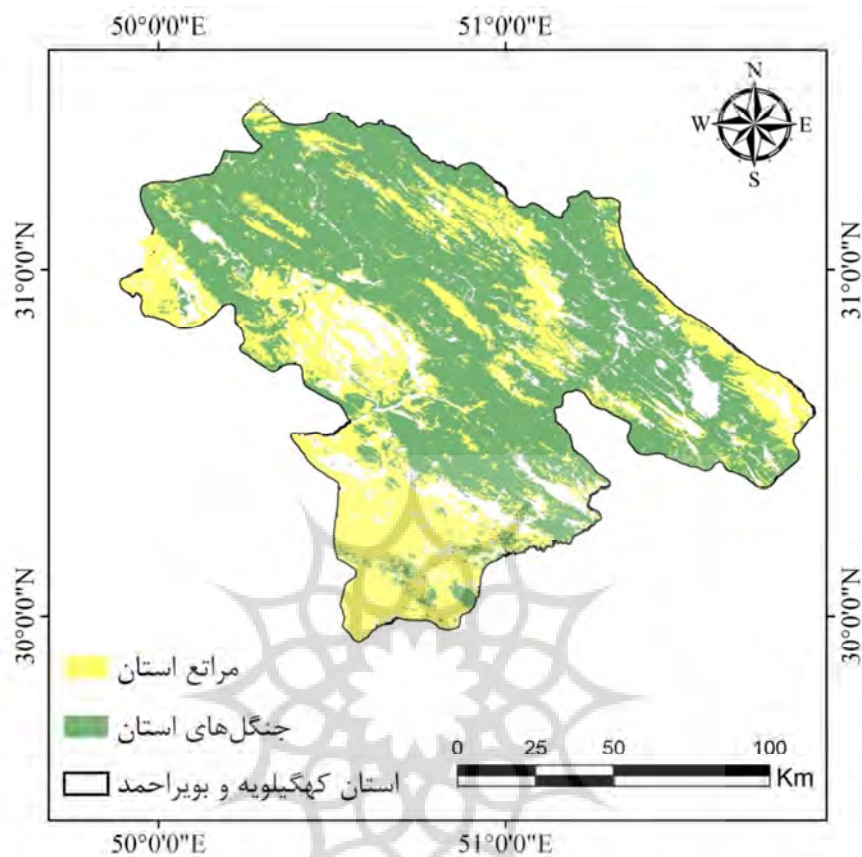 50°0'0"E 51°0'0"E
N
W E
S
31°0'0"N 31°0'0"N
30°0'0"N 30°0'0"N
مراتع استان
جنگل‌های استان
استان کهگیلویه و بویراحمد
0 25 50 100
Km
50°0'0"E 51°0'0"E